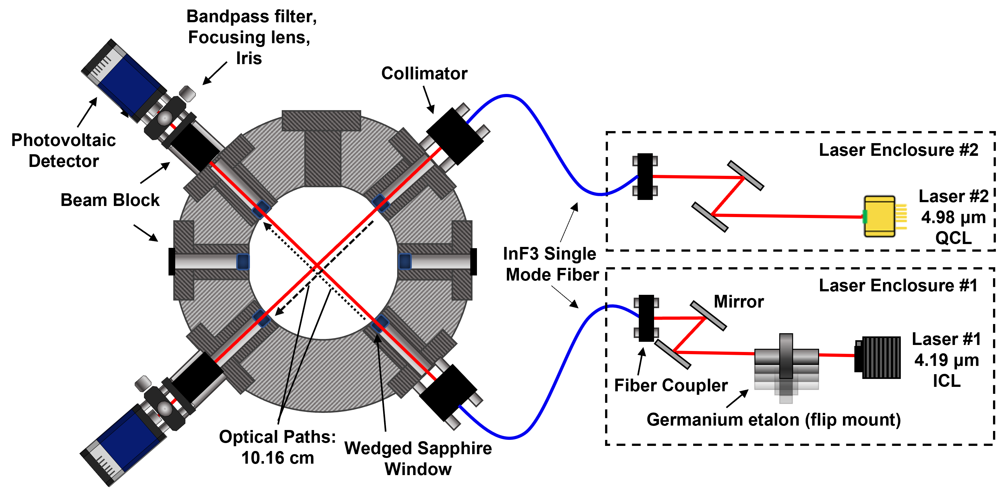 Bandpass filter,
Focusing lens,
Iris
Collimator
Photovoltaic
Detector
Beam Block
Laser Enclosure #2
Laser #2
4.98 µm
QCL
InF3 Single
Mode Fiber
Laser Enclosure #1
Mirror
Laser #1
4.19 µm
ICL
Fiber Coupler
Germanium etalon (flip mount)
Optical Paths:
10.16 cm
Wedged Sapphire
Window